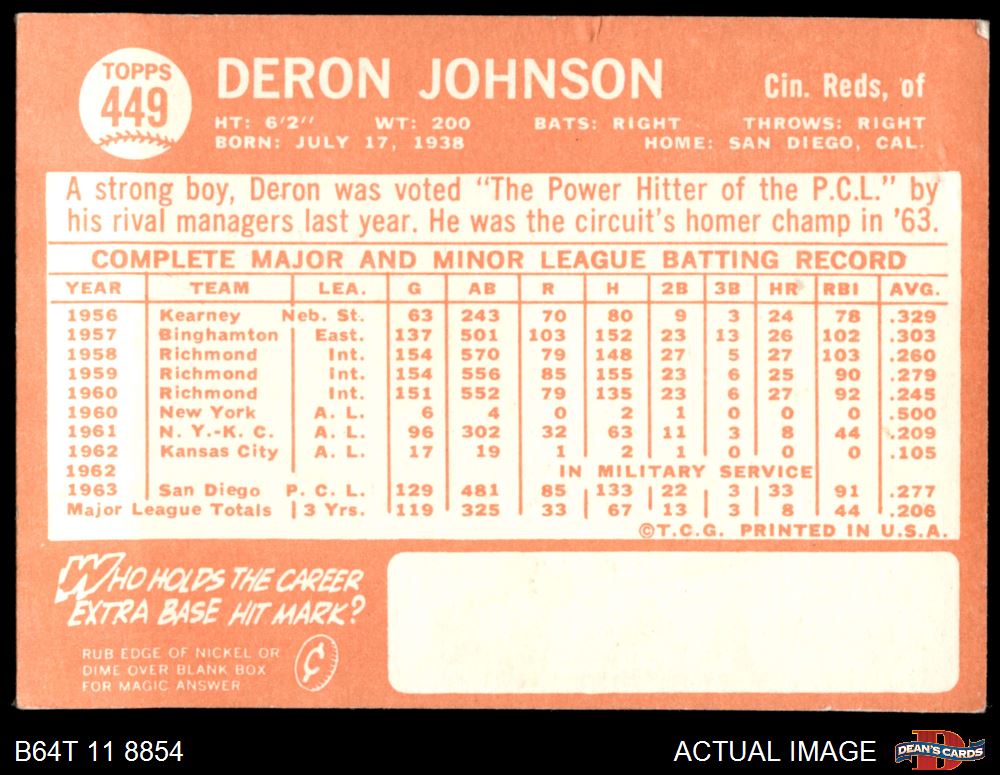 TOPPS
449
DERON JOHNSON
Cin. Reds, of
HT: 6'2" WT: 200 BATS: RIGHT THROWS: RIGHT
BORN: JULY 17, 1938 HOME: SAN DIEGO, CAL.
A strong boy, Deron was voted "The Power Hitter of the P.C.L." by
his rival managers last year. He was the circuit's homer champ in '63.
COMPLETE MAJOR AND MINOR LEAGUE BATTING RECORD
YEAR TEAM LEA. G AB R H 2B 3B HR RBI AVG.
1956 Kearney Neb. St. 63 243 70 80 9 3 24 78 .329
1957 Binghamton East. 137 501 103 152 23 13 26 102 .303
1958 Richmond Int. 154 570 79 148 27 5 27 103 .260
1959 Richmond Int. 154 556 85 155 23 6 25 90 .279
1960 Richmond Int. 151 552 79 135 23 6 27 92 .245
1960 New York A. L. 6 4 0 2 1 0 0 0 .500
1961 N. Y.-K. C. A. L. 96 302 32 63 11 3 8 44 .209
1962 Kansas City A. L. 17 19 1 2 1 0 0 0 .105
1962 IN MILITARY SERVICE
1963 San Diego P. C. L. 129 481 85 133 22 3 33 91 .277
Major League Totals 3 Yrs. 119 325 33 67 13 3 8 44 .206
©T.C.G. PRINTED IN U.S.A.
WHO HOLDS THE CAREER
EXTRA BASE HIT MARK?
RUB EDGE OF NICKEL OR
DIME OVER BLANK BOX
FOR MAGIC ANSWER
¢
B64T 11 8854
ACTUAL IMAGE
D
DEAN'S CARDS